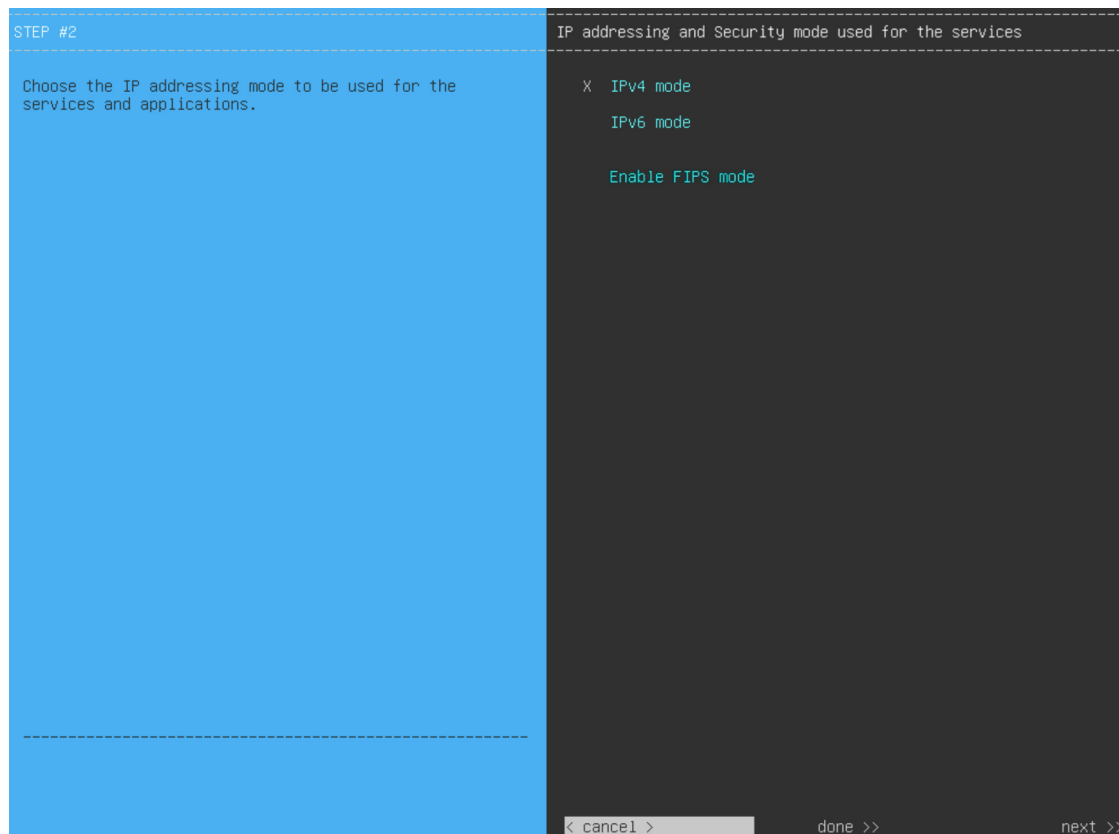 STEP #2
Choose the IP addressing mode to be used for the
services and applications.
IP addressing and Security mode used for the services
X IPv4 mode
IPv6 mode
Enable FIPS mode
< cancel >
done >>
next >>